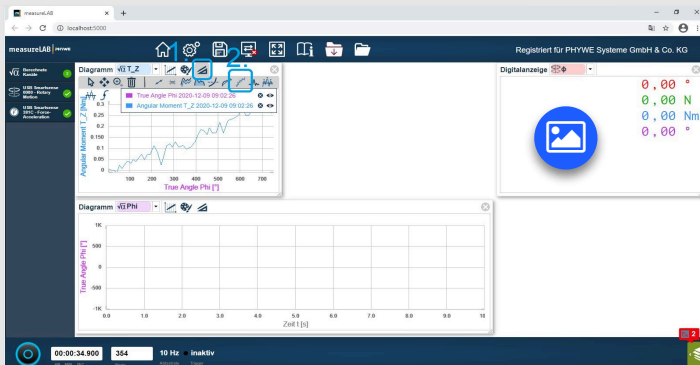 measureLAB
localhost:5000
measureLAB PHYWE
1.
2.
Registriert für PHYWE Systeme GmbH & Co. KG
Berechnete Kanäle
USB Smartsense
- Rotary
Motion
USB Smartsense
- Force-
Acceleration
Diagramm √α T_Z
True Angle Phi 2020-12-09 09:02:26
Angular Moment T_Z 2020-12-09 09:02:26
Angular Moment T_Z [Nm]
0.3
0.25
0.2
0.150
0.1
0.05
0
100 200 300 400 500 600 700
True Angle Phi [°]
Digitalanzeige ϕ
0,00 °
0,00 N
0,00 Nm
0,00 °
Diagramm √α Phi
True Angle Phi [°]
1K
500
0
-500
-1K
0.0 1.0 2.0 3.0 4.0 5.0 6.0 7.0 8.0 9.0 10
Zeit t [s]
2
00:00:34.900
354
10 Hz
inaktiv